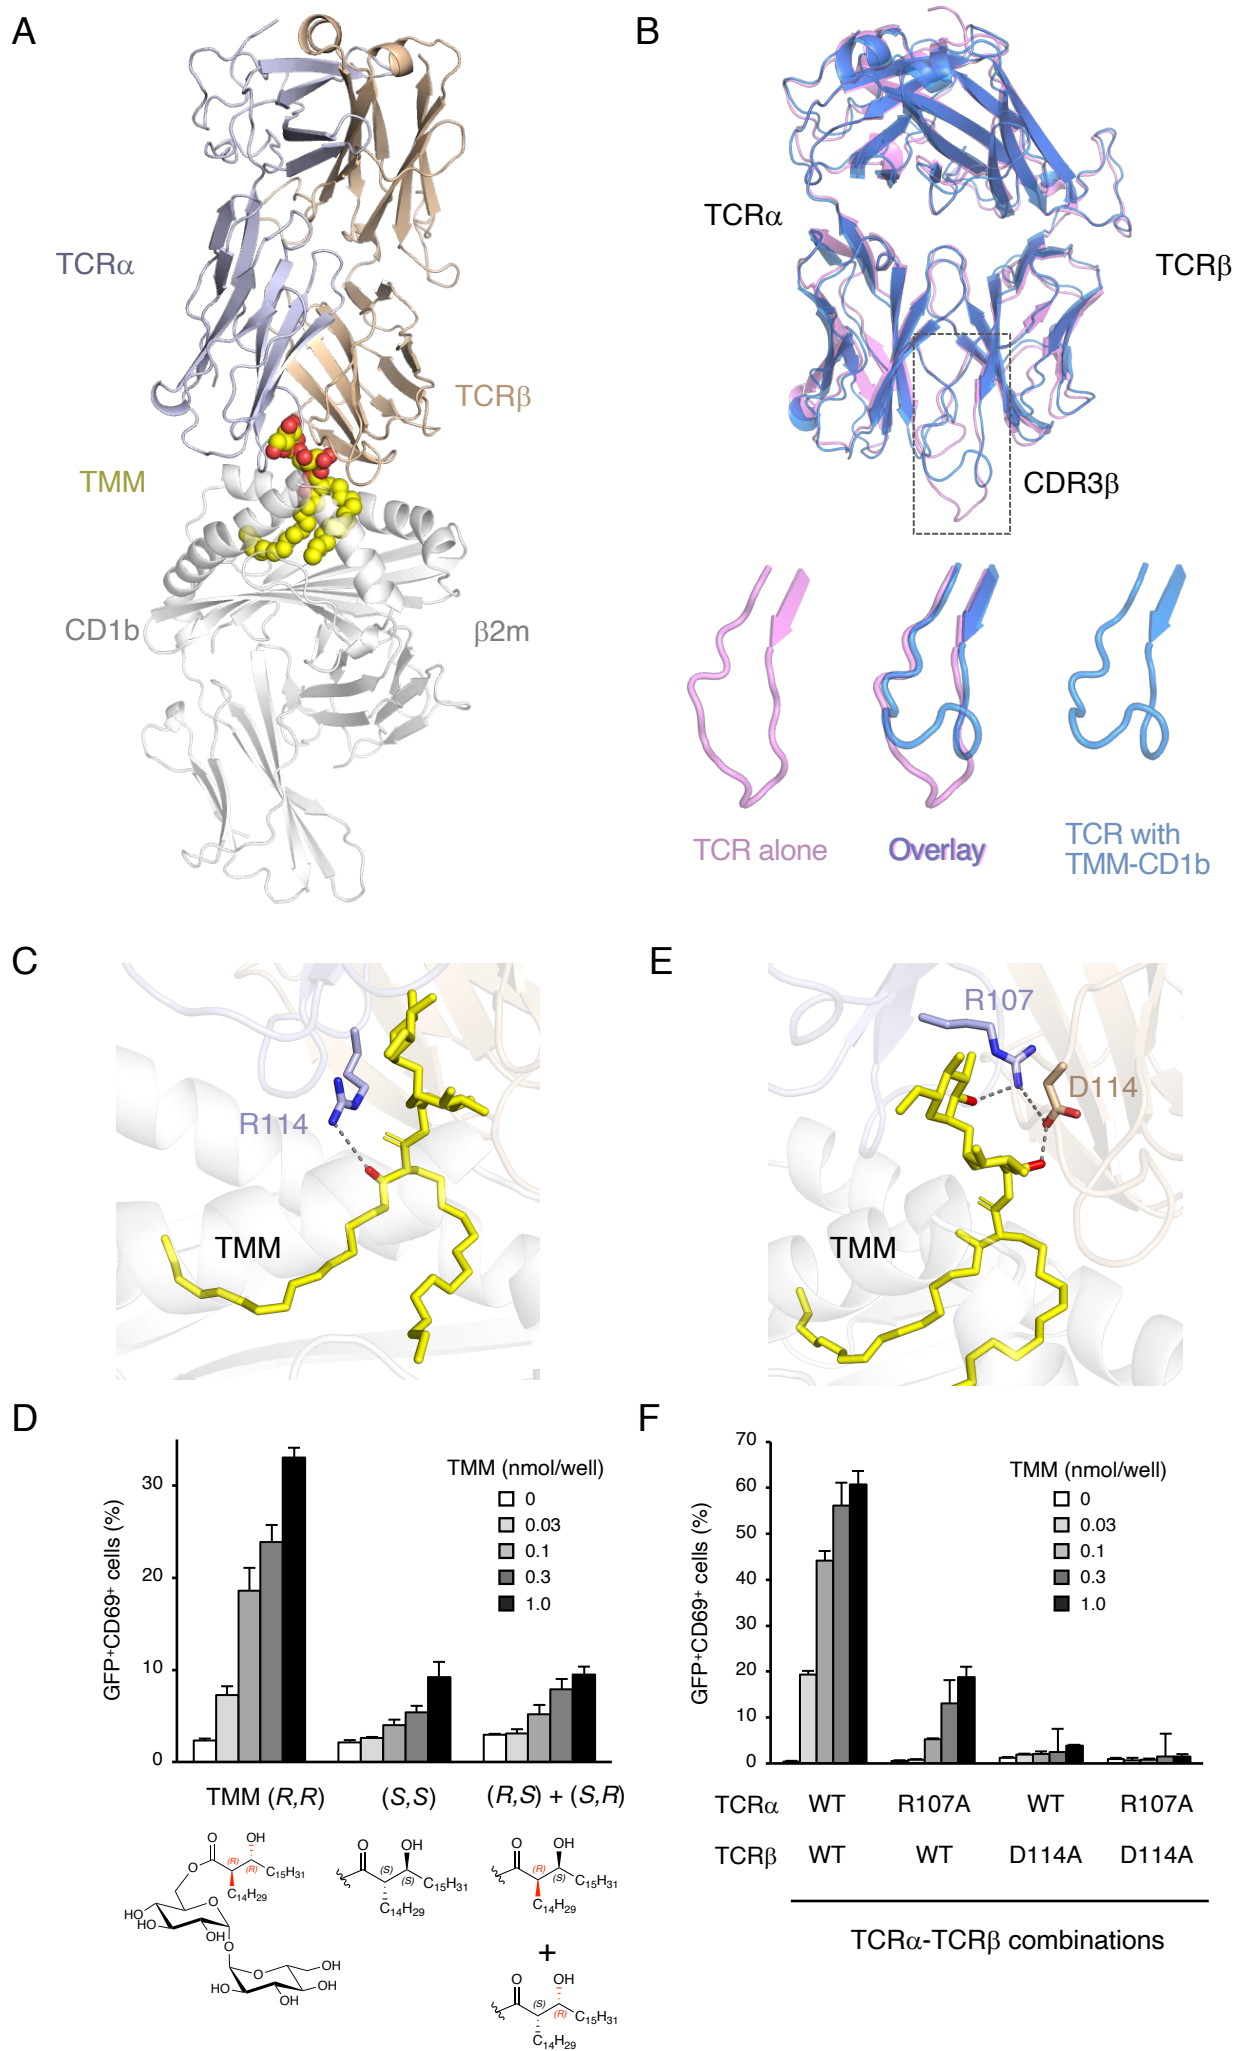 A
TCRα
TCRβ
TMM
CD1b
β2m
B
TCRα
TCRβ
CDR3β
TCR alone
Overlay
TCR with
TMM-CD1b
C
R114
TMM
E
R107
D114
TMM
D
GFP⁺CD69⁺ cells (%)
30
20
10
0
TMM (nmol/well)
0
0.03
0.1
0.3
1.0
TMM (R,R)
(S,S)
(R,S) + (S,R)
O
OH
(R)
(R)
O
C15H31
C14H29
O
HO
HO
OH
O
O
OH
HO
OH
HO
OH
O
OH
(S)
(S)
C15H31
C14H29
O
OH
(R)
(S)
C15H31
C14H29
+
O
OH
(S)
(R)
C15H31
C14H29
F
GFP⁺CD69⁺ cells (%)
70
60
50
40
30
20
10
0
TMM (nmol/well)
0
0.03
0.1
0.3
1.0
TCRα WT R107A WT R107A
TCRβ WT WT D114A D114A
TCRα-TCRβ combinations